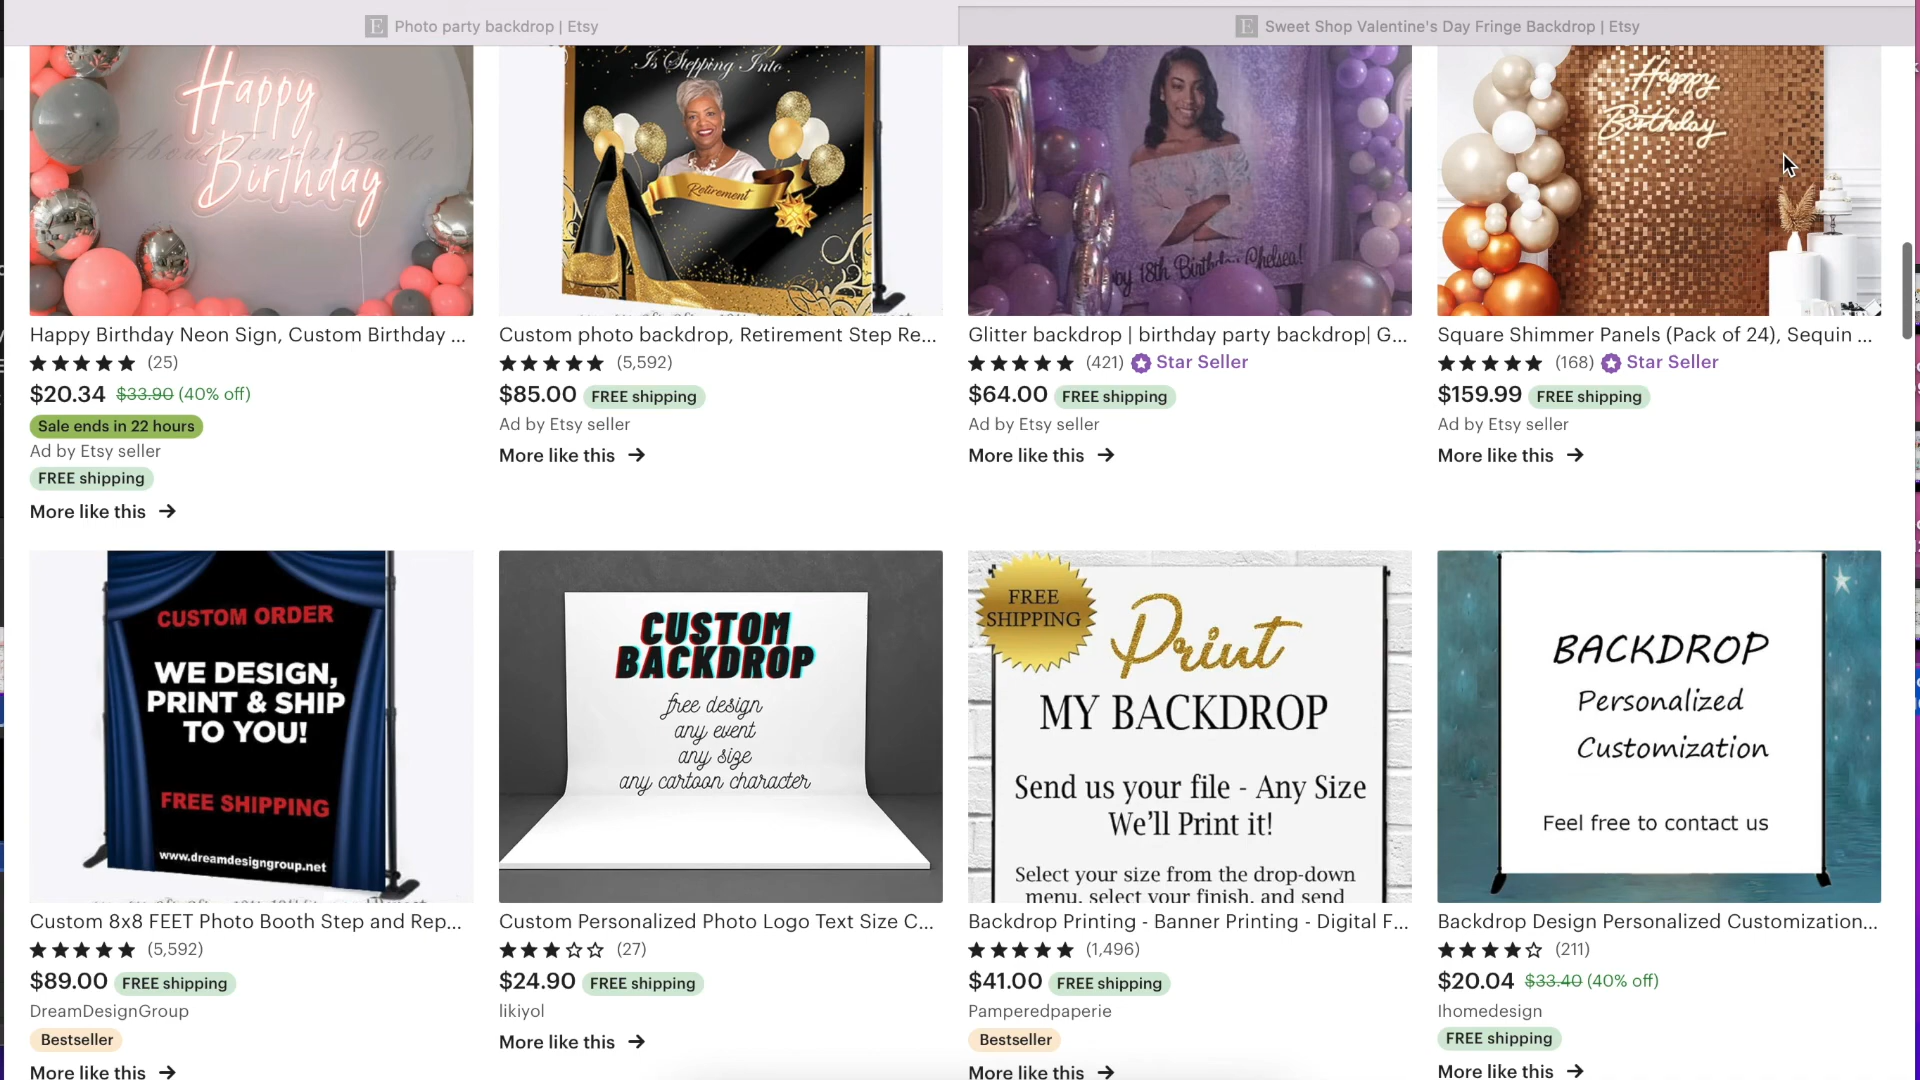 Photo party backdrop | Etsy
Sweet Shop Valentine's Day Fringe Backdrop | Etsy
Happy
Birthday
Is Stepping Into
Retirement
18th Birthday Chelsea!
Happy
Birthday
Happy Birthday Neon Sign, Custom Birthday ...
(25)
$20.34 $33.90 (40% off)
Sale ends in 22 hours
Ad by Etsy seller
FREE shipping
More like this →
Custom photo backdrop, Retirement Step Re...
(5,592)
$85.00 FREE shipping
Ad by Etsy seller
More like this →
Glitter backdrop | birthday party backdrop| G...
(421) Star Seller
$64.00 FREE shipping
Ad by Etsy seller
More like this →
Square Shimmer Panels (Pack of 24), Sequin ...
(168) Star Seller
$159.99 FREE shipping
Ad by Etsy seller
More like this →
CUSTOM ORDER
WE DESIGN,
PRINT & SHIP
TO YOU!
FREE SHIPPING
www.dreamdesigngroup.net
CUSTOM
BACKDROP
free design
any event
any size
any cartoon character
FREE
SHIPPING
Print
MY BACKDROP
Send us your file - Any Size
We'll Print it!
Select your size from the drop-down
menu, select your finish, and send
BACKDROP
Personalized
Customization
Feel free to contact us
Custom 8x8 FEET Photo Booth Step and Rep...
(5,592)
$89.00 FREE shipping
DreamDesignGroup
Bestseller
More like this →
Custom Personalized Photo Logo Text Size C...
(27)
$24.90 FREE shipping
likiyol
More like this →
Backdrop Printing - Banner Printing - Digital F...
(1,496)
$41.00 FREE shipping
Pamperedpaperie
Bestseller
More like this →
Backdrop Design Personalized Customization...
(211)
$20.04 $33.40 (40% off)
Ihomedesign
FREE shipping
More like this →